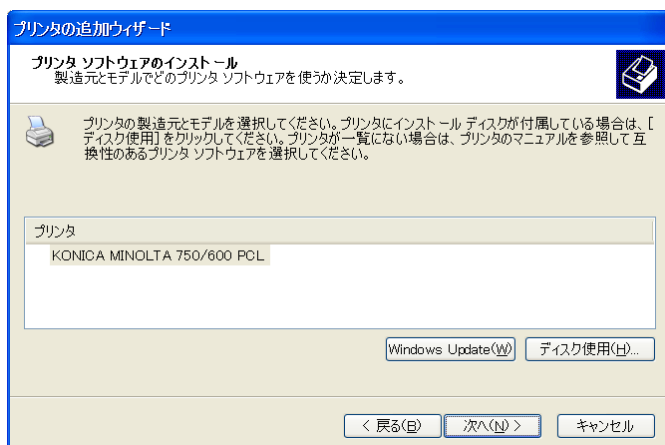 プリンタの追加ウィザード
プリンタ ソフトウェアのインストール
製造元とモデルでどのプリンタ ソフトウェアを使うか決定します。
プリンタの製造元とモデルを選択してください。プリンタにインストール ディスクが付属している場合は、[
ディスク使用] をクリックしてください。プリンタが一覧にない場合は、プリンタのマニュアルを参照して互
換性のあるプリンタ ソフトウェアを選択してください。
プリンタ
KONICA MINOLTA 750/600 PCL
Windows Update(W) ディスク使用(H)...
< 戻る(B) 次へ(N) > キャンセル